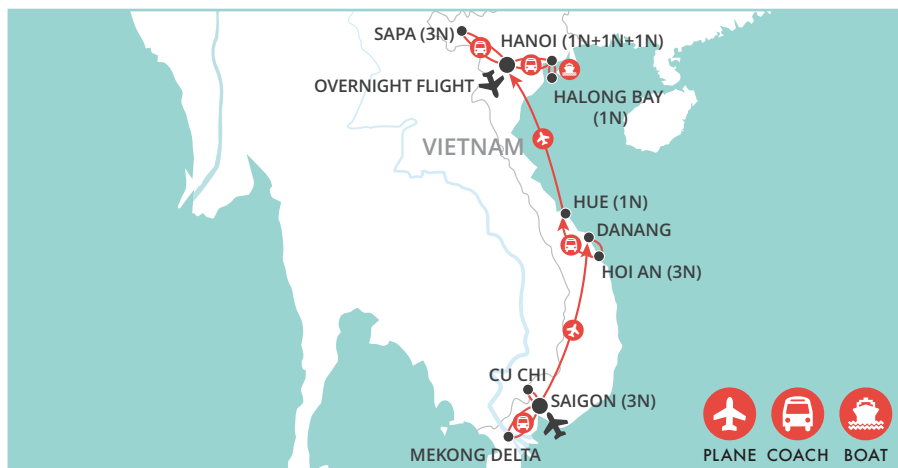 SAPA (3N)
HANOI (1N+1N+1N)
OVERNIGHT FLIGHT
HALONG BAY
(1N)
VIETNAM
HUE (1N)
DANANG
HOI AN (3N)
CU CHI
SAIGON (3N)
MEKONG DELTA
PLANE COACH BOAT